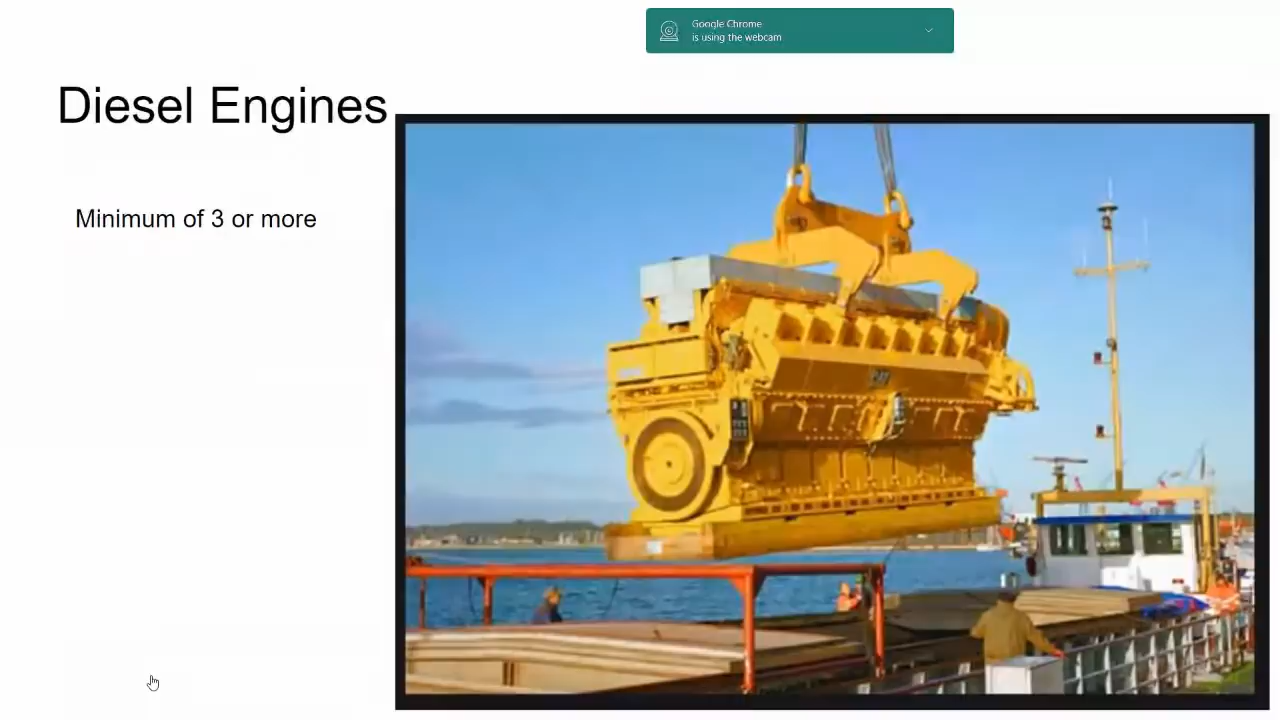 Google Chrome
is using the webcam
Diesel Engines
Minimum of 3 or more